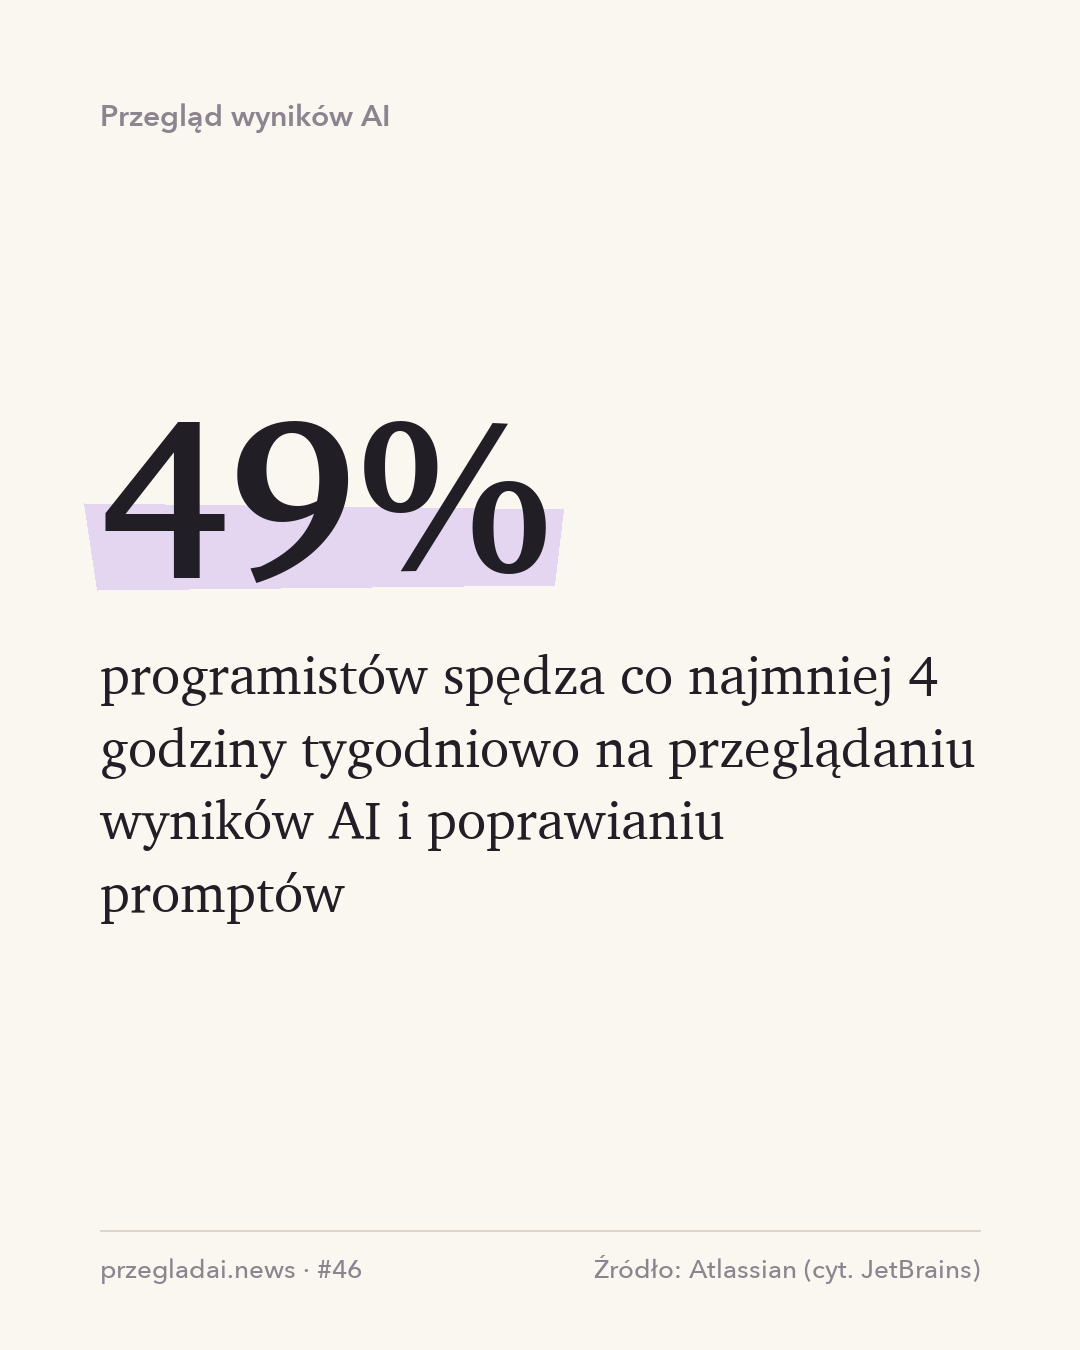 Przegląd wyników AI
49%
programistów spędza co najmniej 4
godziny tygodniowo na przeglądaniu
wyników AI i poprawianiu
promptów
przegladai.news · #46
Źródło: Atlassian (cyt. JetBrains)